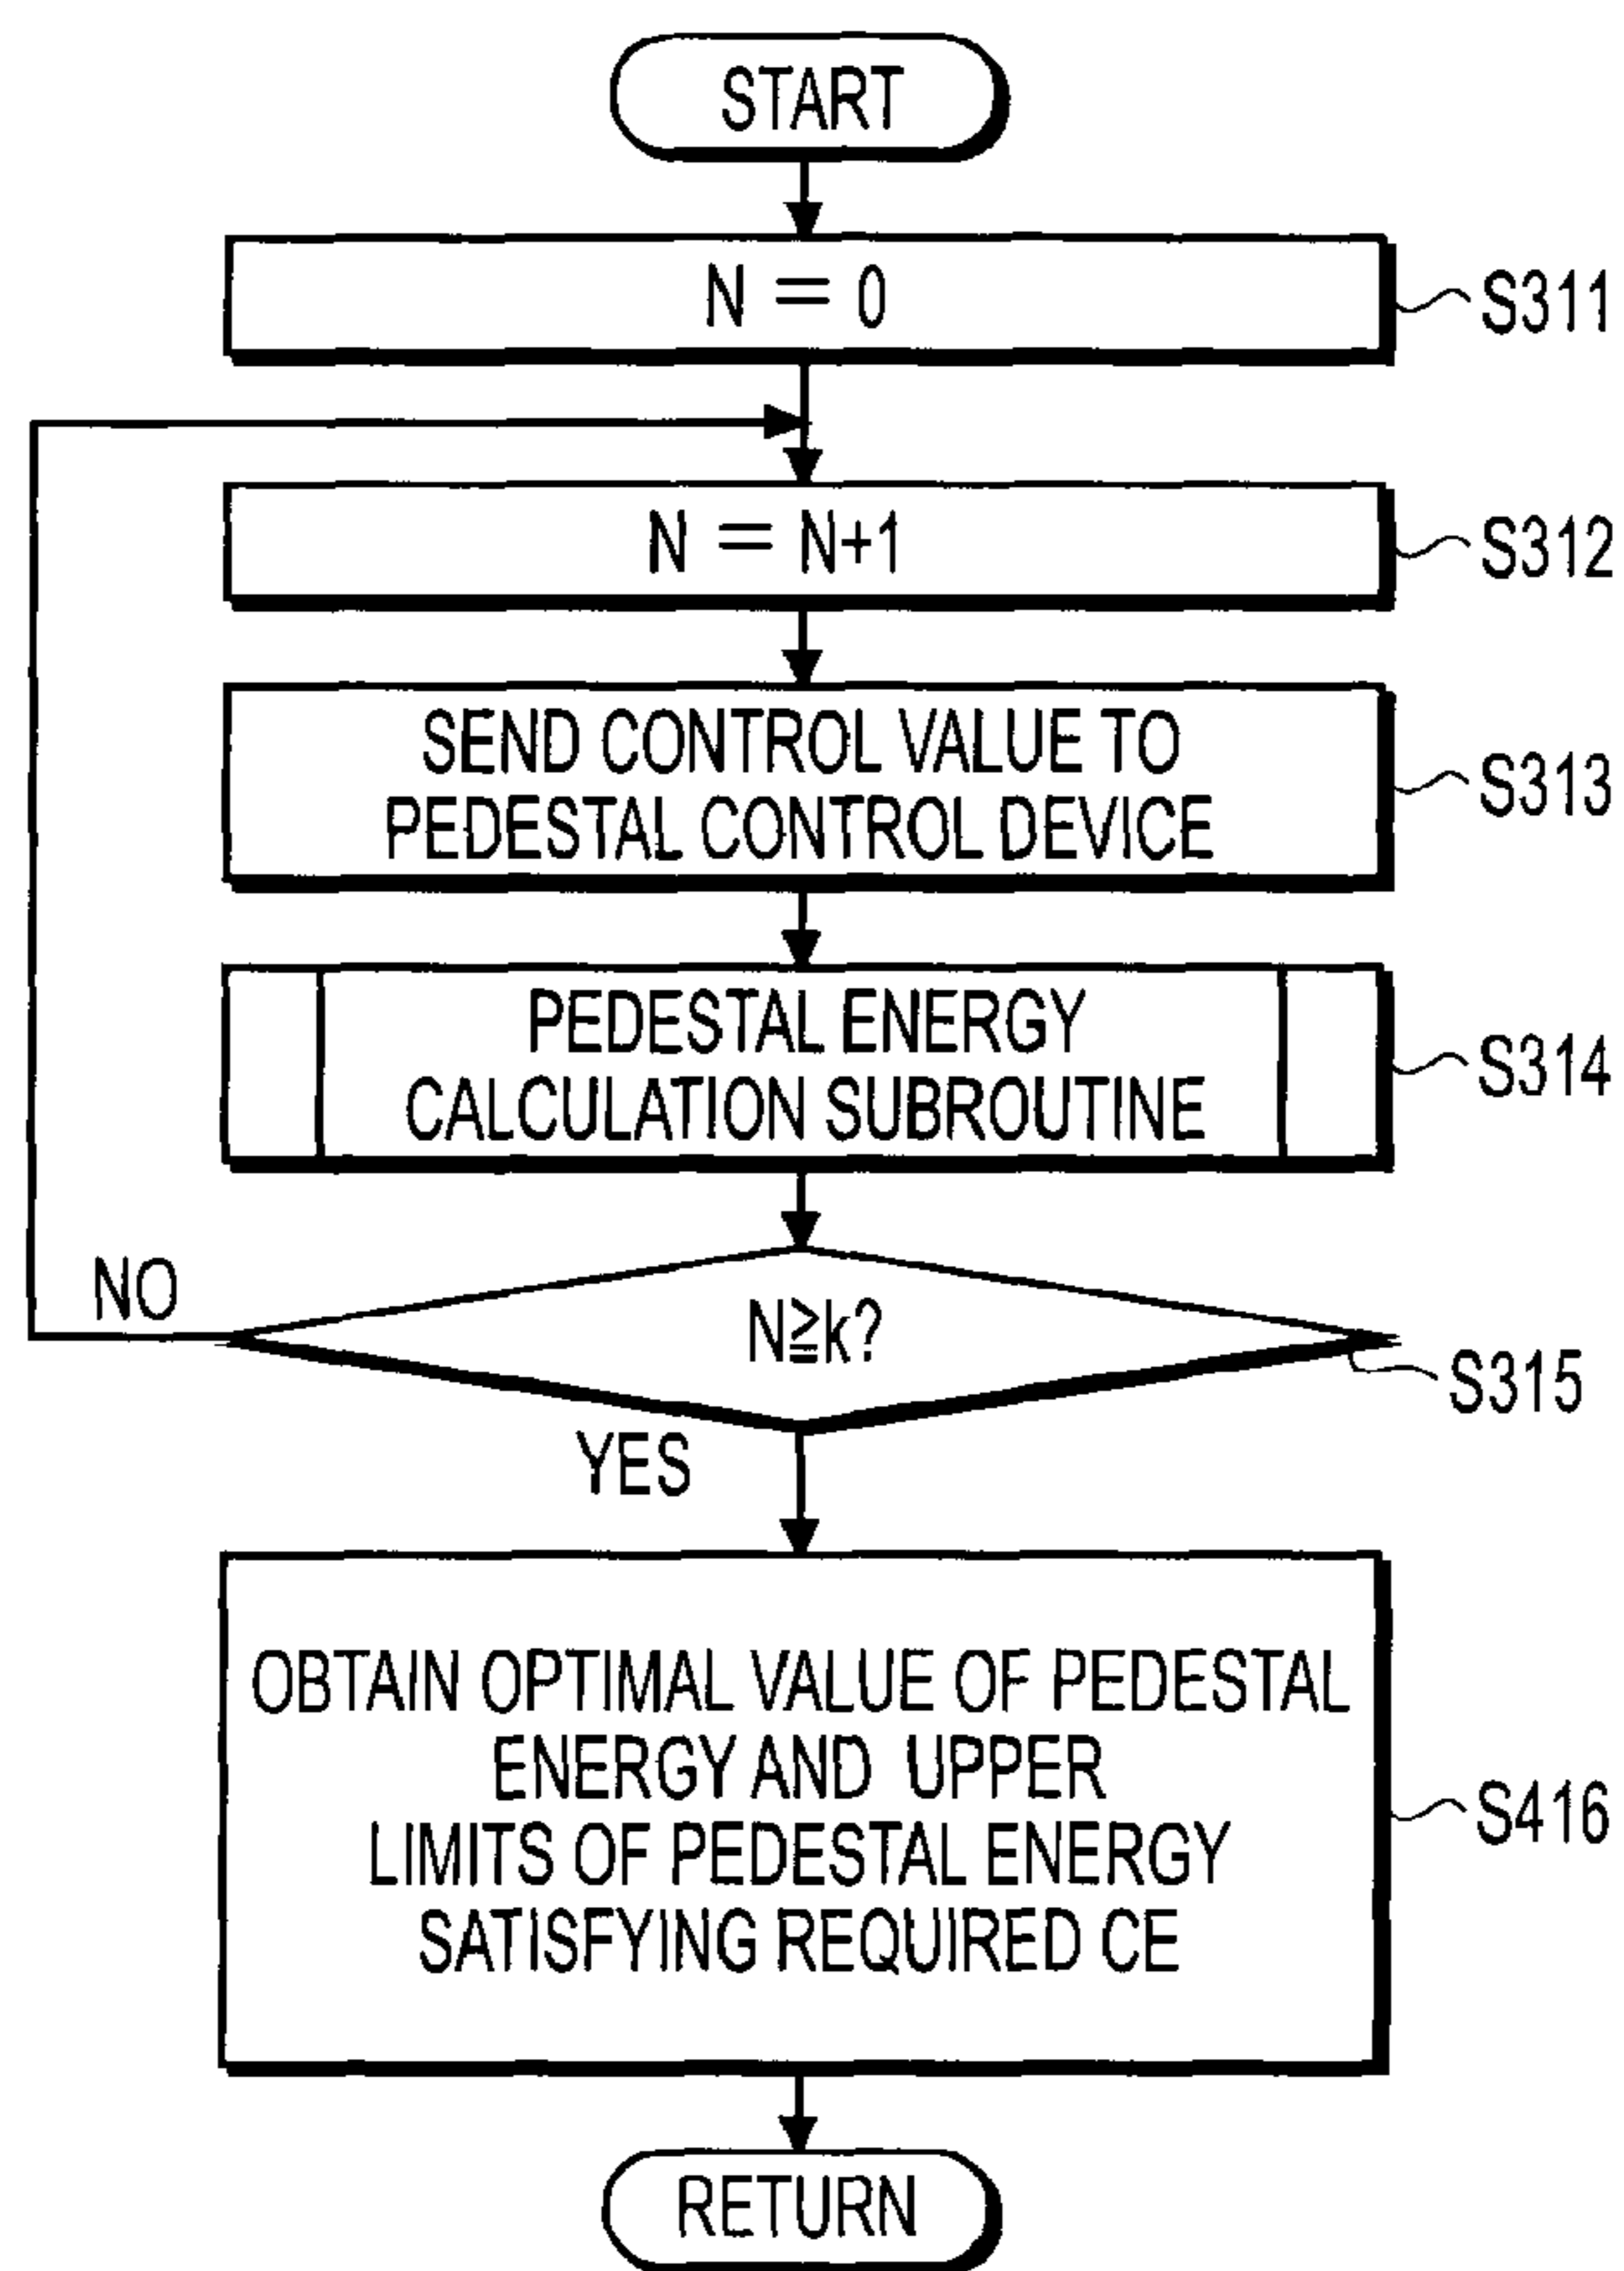 START
N = 0
S311
N = N+1
S312
SEND CONTROL VALUE TO
PEDESTAL CONTROL DEVICE
S313
PEDESTAL ENERGY
CALCULATION SUBROUTINE
S314
NO
N≧k?
S315
YES
OBTAIN OPTIMAL VALUE OF PEDESTAL
ENERGY AND UPPER
LIMITS OF PEDESTAL ENERGY
SATISFYING REQUIRED CE
S416
RETURN